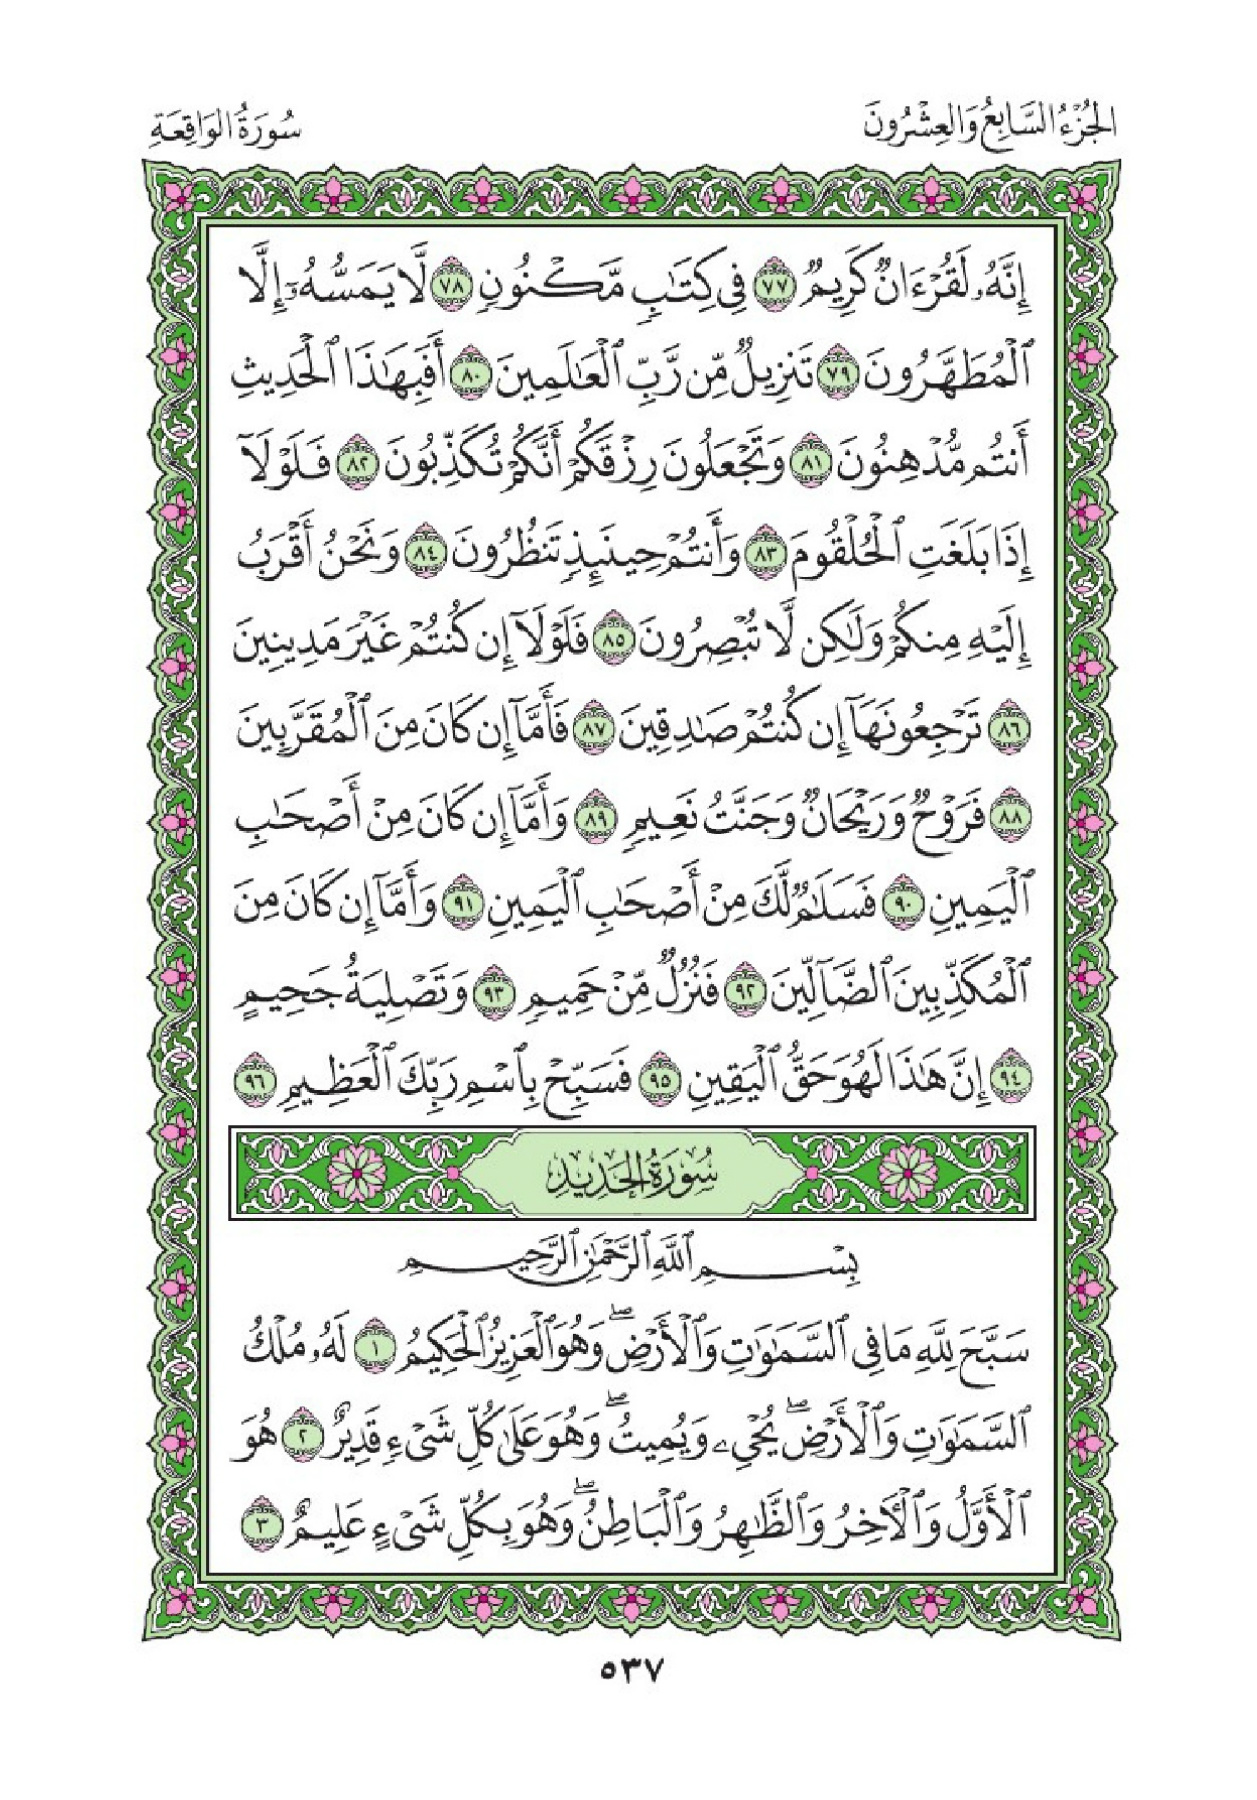 الجُزْءُ السَّابِعُ وَالعِشْرُونَ
سُورَةُ الوَاقِعَةِ
إِنَّهُۥ لَقُرْءَانٌ كَرِيمٌ ٧٧ فِى كِتَٰبٍ مَّكْنُونٍ ٧٨ لَّا يَمَسُّهُۥٓ إِلَّا
ٱلْمُطَهَّرُونَ ٧٩ تَنزِيلٌ مِّن رَّبِّ ٱلْعَٰلَمِينَ ٨٠ أَفَبِهَٰذَا ٱلْحَدِيثِ
أَنتُم مُّدْهِنُونَ ٨١ وَتَجْعَلُونَ رِزْقَكُمْ أَنَّكُمْ تُكَذِّبُونَ ٨٢ فَلَوْلَآ
إِذَا بَلَغَتِ ٱلْحُلْقُومَ ٨٣ وَأَنتُمْ حِينَئِذٍ تَنظُرُونَ ٨٤ وَنَحْنُ أَقْرَبُ
إِلَيْهِ مِنكُمْ وَلَٰكِن لَّا تُبْصِرُونَ ٨٥ فَلَوْلَآ إِن كُنتُمْ غَيْرَ مَدِينِينَ
٨٦ تَرْجِعُونَهَآ إِن كُنتُمْ صَٰدِقِينَ ٨٧ فَأَمَّآ إِن كَانَ مِنَ ٱلْمُقَرَّبِينَ
٨٨ فَرَوْحٌ وَرَيْحَانٌ وَجَنَّتُ نَعِيمٍ ٨٩ وَأَمَّآ إِن كَانَ مِنْ أَصْحَٰبِ
ٱلْيَمِينِ ٩٠ فَسَلَٰمٌ لَّكَ مِنْ أَصْحَٰبِ ٱلْيَمِينِ ٩١ وَأَمَّآ إِن كَانَ مِنَ
ٱلْمُكَذِّبِينَ ٱلضَّآلِّينَ ٩٢ فَنُزُلٌ مِّنْ حَمِيمٍ ٩٣ وَتَصْلِيَةُ جَحِيمٍ
٩٤ إِنَّ هَٰذَا لَهُوَ حَقُّ ٱلْيَقِينِ ٩٥ فَسَبِّحْ بِٱسْمِ رَبِّكَ ٱلْعَظِيمِ ٩٦
سُورَةُ الحَدِيدِ
بِسْمِ ٱللَّهِ ٱلرَّحْمَٰنِ ٱلرَّحِيمِ
سَبَّحَ لِلَّهِ مَا فِى ٱلسَّمَٰوَٰتِ وَٱلْأَرْضِۖ وَهُوَ ٱلْعَزِيزُ ٱلْحَكِيمُ ١ لَهُۥ مُلْكُ
ٱلسَّمَٰوَٰتِ وَٱلْأَرْضِۖ يُحْىِۦ وَيُمِيتُۖ وَهُوَ عَلَىٰ كُلِّ شَىْءٍ قَدِيرٌ ٢ هُوَ
ٱلْأَوَّلُ وَٱلْءَاخِرُ وَٱلظَّٰهِرُ وَٱلْبَاطِنُۖ وَهُوَ بِكُلِّ شَىْءٍ عَلِيمٌ ٣
٥٣٧